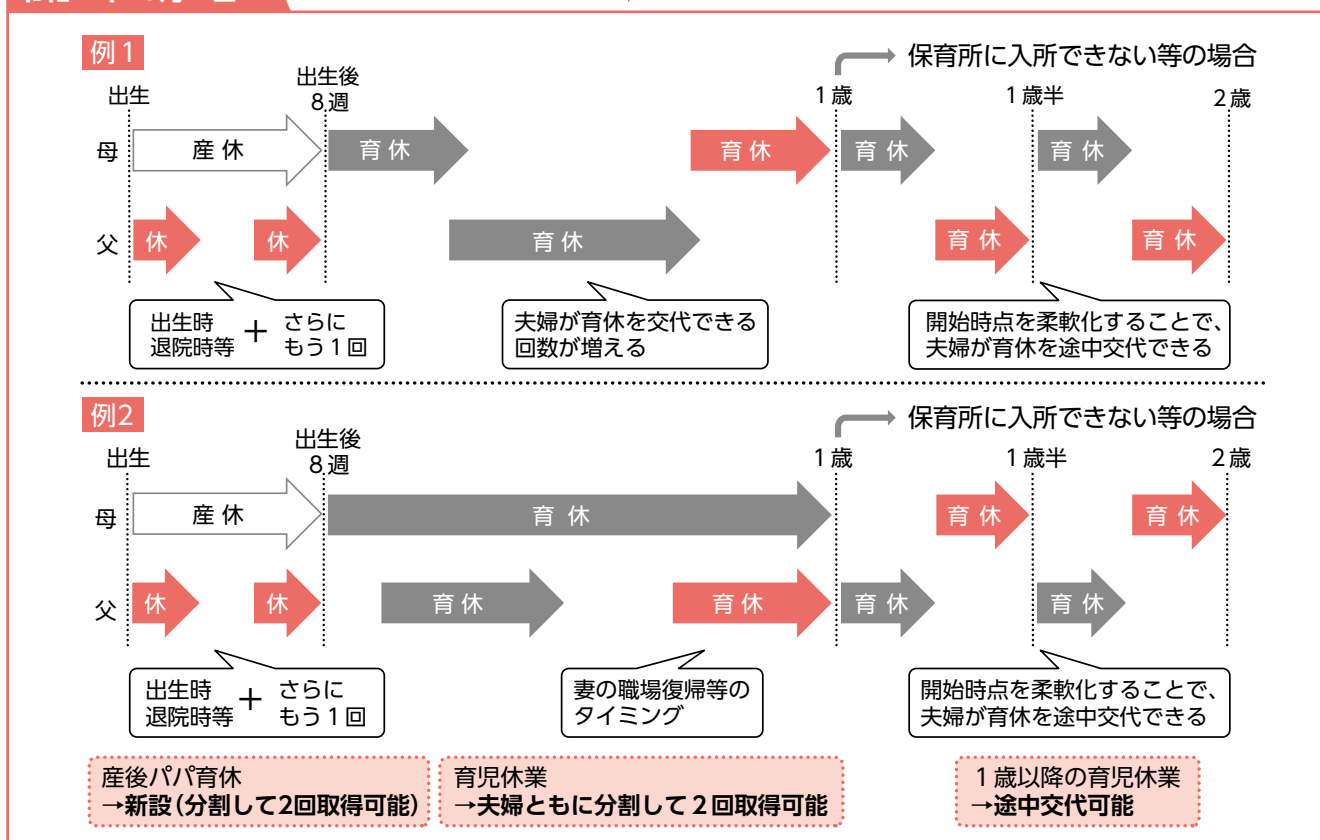 例1
保育所に入所できない等の場合
出生
出生後
8週
1歳
1歳半
2歳
母
産休
育休
育休
育休
育休
父
休
休
育休
育休
育休
出生時
退院時等
+
さらに
もう1回
夫婦が育休を交代できる
回数が増える
開始時点を柔軟化することで、
夫婦が育休を途中交代できる
例2
保育所に入所できない等の場合
出生
出生後
8週
1歳
1歳半
2歳
母
産休
育休
育休
育休
父
休
休
育休
育休
育休
育休
出生時
退院時等
+
さらに
もう1回
妻の職場復帰等の
タイミング
開始時点を柔軟化することで、
夫婦が育休を途中交代できる
産後パパ育休
→新設(分割して2回取得可能)
育児休業
→夫婦ともに分割して2回取得可能
1歳以降の育児休業
→途中交代可能